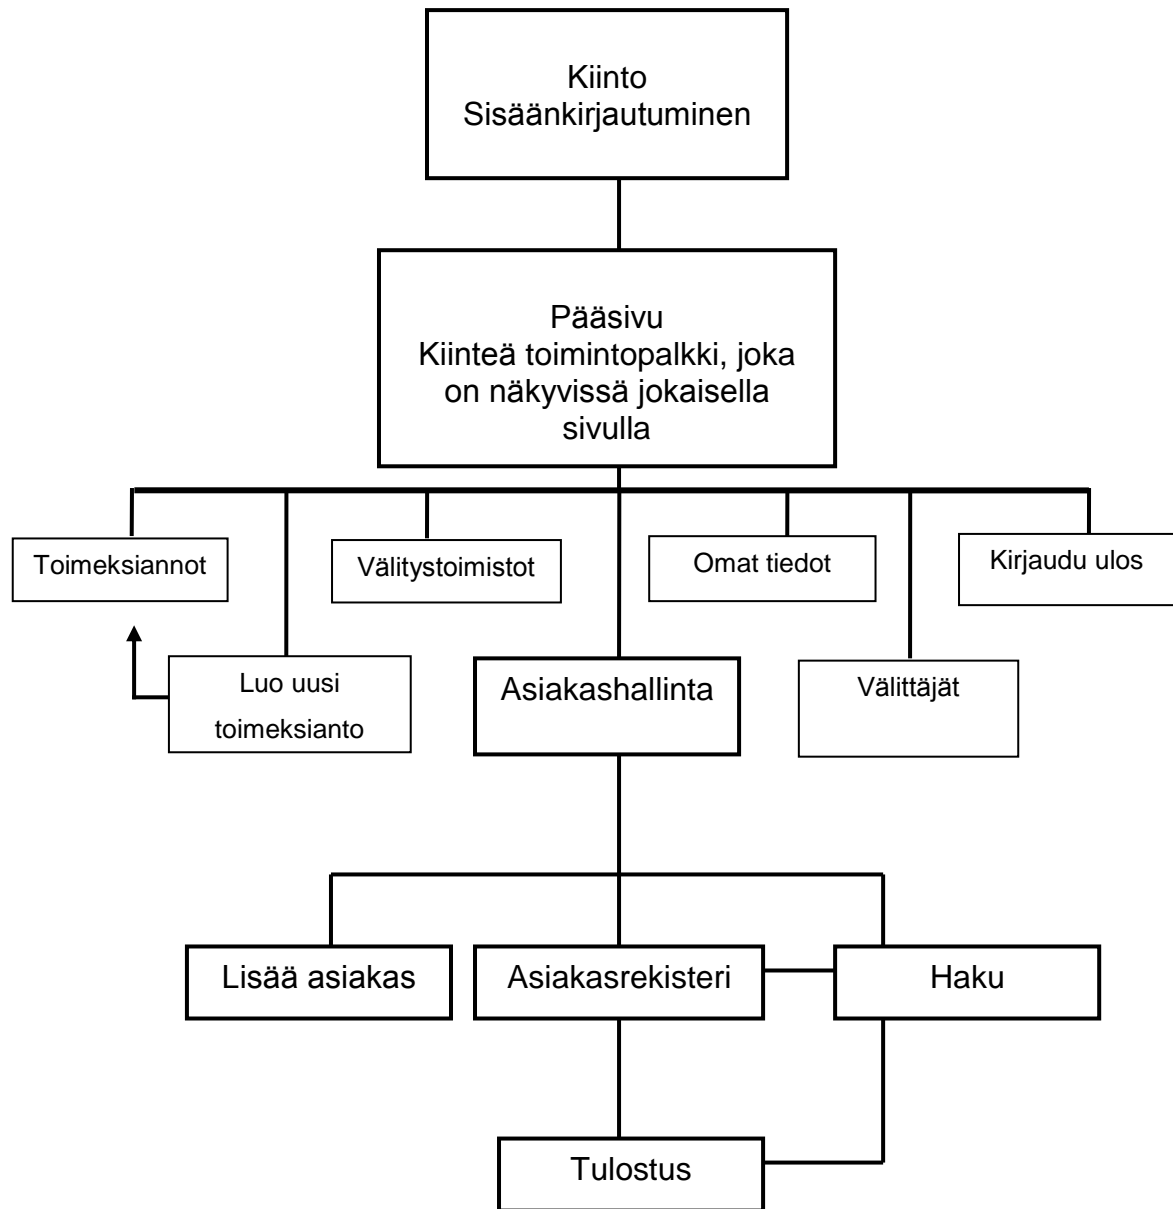 Kiinto
Sisäänkirjautuminen
Pääsivu
Kiinteä toimintopalkki, joka
on näkyvissä jokaisella
sivulla
Toimeksiannot
Välitystoimistot
Omat tiedot
Kirjaudu ulos
Luo uusi
toimeksianto
Asiakashallinta
Välittäjät
Lisää asiakas
Asiakasrekisteri
Haku
Tulostus